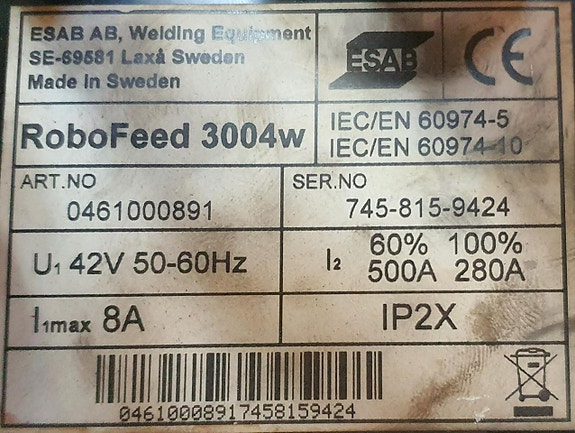 ESAB AB, Welding Equipment
SE-69581 Laxå Sweden
Made in Sweden
ESAB
CE
RoboFeed 3004w
IEC/EN 60974-5
IEC/EN 60974-10
ART.NO
0461000891
SER.NO
745-815-9424
U₁ 42V 50-60Hz
I₂ 60% 100%
500A 280A
I₁max 8A
IP2X
04610008917458159424